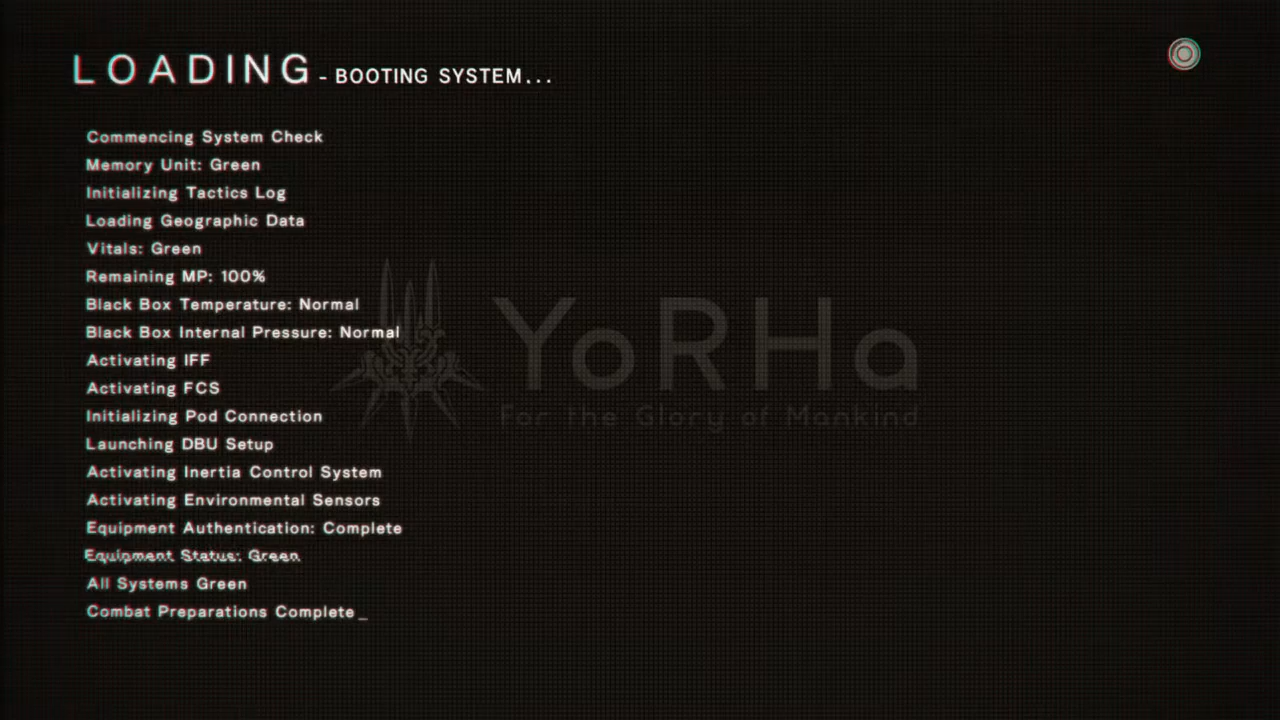 LOADING - BOOTING SYSTEM...
Commencing System Check
Memory Unit: Green
Initializing Tactics Log
Loading Geographic Data
Vitals: Green
Remaining MP: 100%
Black Box Temperature: Normal
Black Box Internal Pressure: Normal
Activating IFF
Activating FCS
Initializing Pod Connection
Launching DBU Setup
Activating Inertia Control System
Activating Environmental Sensors
Equipment Authentication: Complete
Equipment Status: Green
All Systems Green
Combat Preparations Complete_
YoRHa
For the Glory of Mankind